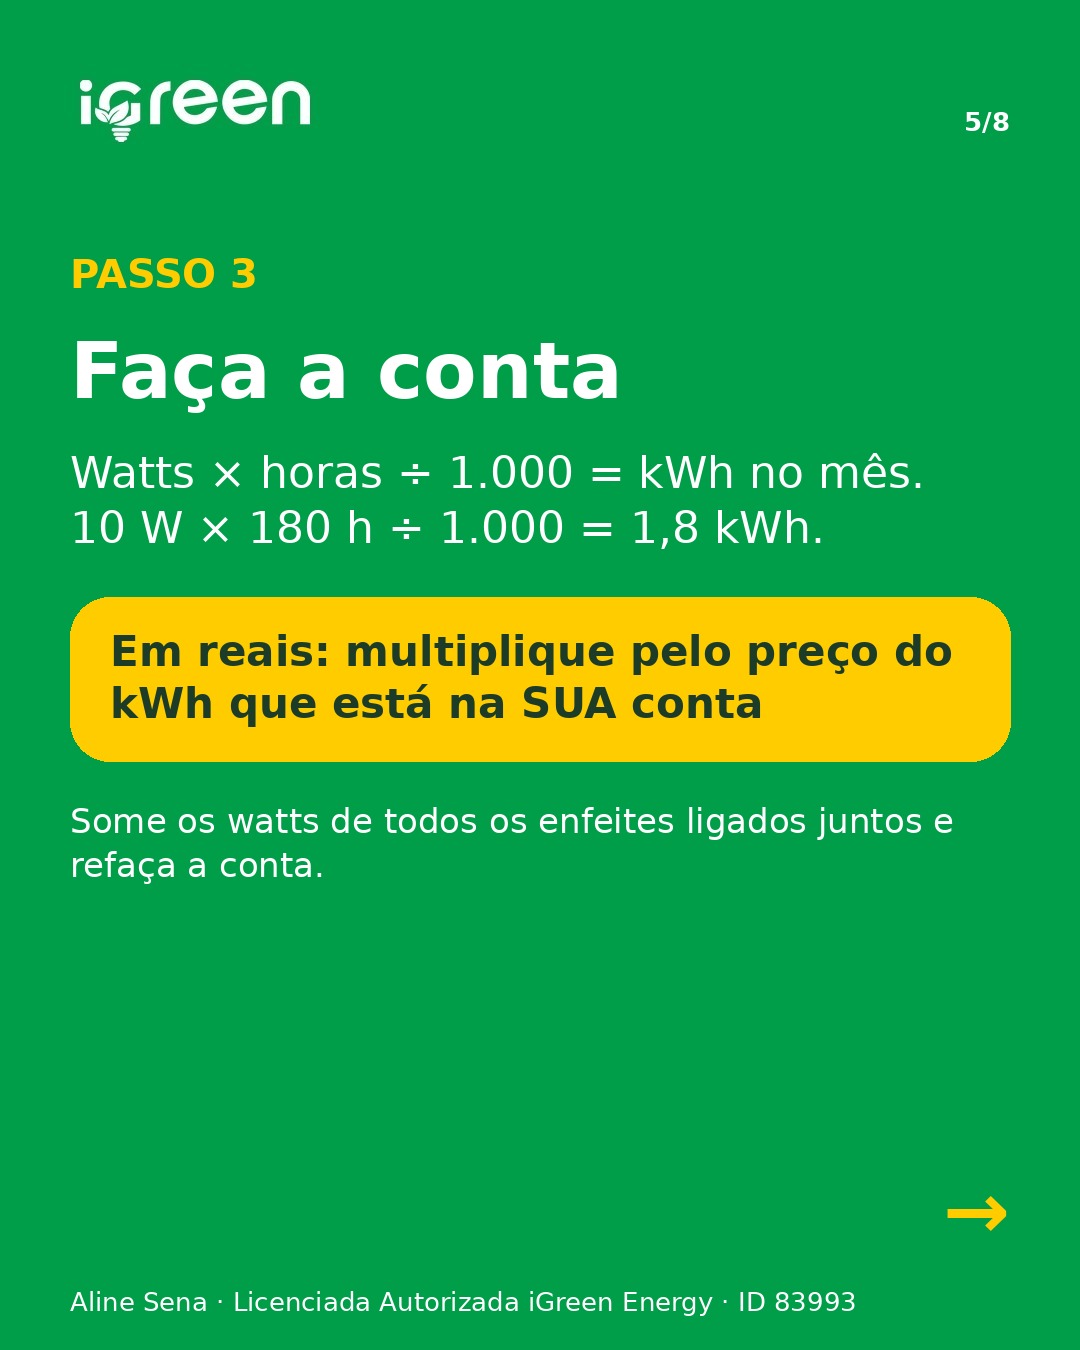 iGreen
5/8
PASSO 3
Faça a conta
Watts × horas ÷ 1.000 = kWh no mês.
10 W × 180 h ÷ 1.000 = 1,8 kWh.
Em reais: multiplique pelo preço do
kWh que está na SUA conta
Some os watts de todos os enfeites ligados juntos e
refaça a conta.
→
Aline Sena · Licenciada Autorizada iGreen Energy · ID 83993